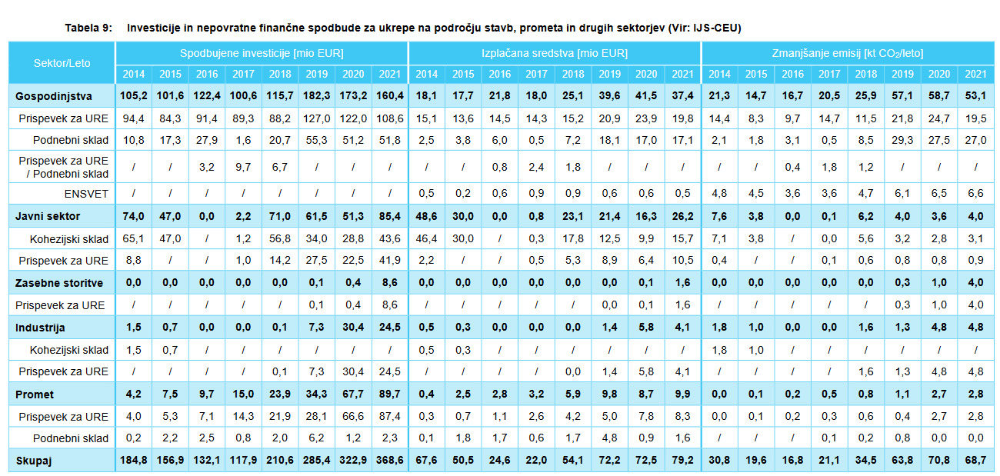 Tabela 9: Investicije in nepovratne finančne spodbude za ukrepe na področju stavb, prometa in drugih sektorjev (Vir: IJS-CEU)
Sektor/Leto Spodbujene investicije [mio EUR] Izplačana sredstva [mio EUR] Zmanjšanje emisij [kt CO₂/leto]
2014 2015 2016 2017 2018 2019 2020 2021 2014 2015 2016 2017 2018 2019 2020 2021 2014 2015 2016 2017 2018 2019 2020 2021
Gospodinjstva 105,2 101,6 122,4 100,6 115,7 182,3 173,2 160,4 18,1 17,7 21,8 18,0 25,1 39,6 41,5 37,4 21,3 14,7 16,7 20,5 25,9 57,1 58,7 53,1
Prispevek za URE 94,4 84,3 91,4 89,3 88,2 127,0 122,0 108,6 15,1 13,6 14,5 14,3 15,2 20,9 23,9 19,8 14,4 8,3 9,7 14,7 11,5 21,8 24,7 19,5
Podnebni sklad 10,8 17,3 27,9 1,6 20,7 55,3 51,2 51,8 2,5 3,8 6,0 0,5 7,2 18,1 17,0 17,1 2,1 1,8 3,1 0,5 8,5 29,3 27,5 27,0
Prispevek za URE
/ Podnebni sklad / / 3,2 9,7 6,7 / / / / / 0,8 2,4 1,8 / / / / / 0,4 1,8 1,2 / / /
ENSVET / / / / / / / / 0,5 0,2 0,6 0,9 0,9 0,6 0,6 0,5 4,8 4,5 3,6 3,6 4,7 6,1 6,5 6,6
Javni sektor 74,0 47,0 0,0 2,2 71,0 61,5 51,3 85,4 48,6 30,0 0,0 0,8 23,1 21,4 16,3 26,2 7,6 3,8 0,0 0,1 6,2 4,0 3,6 4,0
Kohezijski sklad 65,1 47,0 / 1,2 56,8 34,0 28,8 43,6 46,4 30,0 / 0,3 17,8 12,5 9,9 15,7 7,1 3,8 / 0,0 5,6 3,2 2,8 3,1
Prispevek za URE 8,8 / / 1,0 14,2 27,5 22,5 41,9 2,2 / / 0,5 5,3 8,9 6,4 10,5 0,4 / / 0,1 0,6 0,8 0,8 0,9
Zasebne storitve 0,0 0,0 0,0 0,0 0,0 0,1 0,4 8,6 0,0 0,0 0,0 0,0 0,0 0,0 0,1 1,6 0,0 0,0 0,0 0,0 0,0 0,3 1,0 4,0
Prispevek za URE / / / / / 0,1 0,4 8,6 / / / / / 0,0 0,1 1,6 / / / / / 0,3 1,0 4,0
Industrija 1,5 0,7 0,0 0,0 0,1 7,3 30,4 24,5 0,5 0,3 0,0 0,0 0,0 1,4 5,8 4,1 1,8 1,0 0,0 0,0 1,6 1,3 4,8 4,8
Kohezijski sklad 1,5 0,7 / / / / / / 0,5 0,3 / / / / / / 1,8 1,0 / / / / / /
Prispevek za URE / / / / 0,1 7,3 30,4 24,5 / / / / 0,0 1,4 5,8 4,1 / / / / 1,6 1,3 4,8 4,8
Promet 4,2 7,5 9,7 15,0 23,9 34,3 67,7 89,7 0,4 2,5 2,8 3,2 5,9 9,8 8,7 9,9 0,0 0,1 0,2 0,5 0,8 1,1 2,7 2,8
Prispevek za URE 4,0 5,3 7,1 14,3 21,9 28,1 66,6 87,4 0,3 0,7 1,1 2,6 4,2 5,0 7,8 8,3 0,0 0,1 0,2 0,3 0,6 0,4 2,7 2,8
Podnebni sklad 0,2 2,2 2,5 0,8 2,0 6,2 1,2 2,3 0,1 1,8 1,7 0,6 1,7 4,8 0,9 1,6 / / / 0,1 0,2 0,8 0,0 0,0
Skupaj 184,8 156,9 132,1 117,9 210,6 285,4 322,9 368,6 67,6 50,5 24,6 22,0 54,1 72,2 72,5 79,2 30,8 19,6 16,8 21,1 34,5 63,8 70,8 68,7